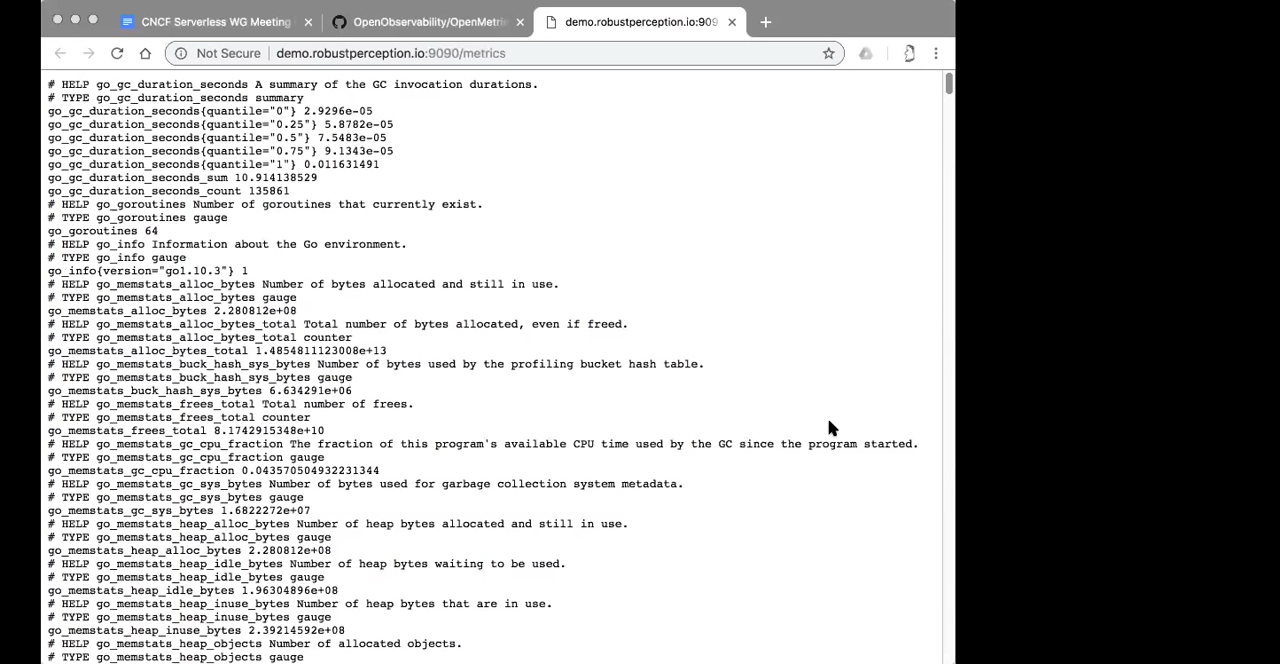 CNCF Serverless WG Meeting
OpenObservability/OpenMetri
demo.robustperception.io:909
Not Secure
demo.robustperception.io:9090/metrics
# HELP go_gc_duration_seconds A summary of the GC invocation durations.
# TYPE go_gc_duration_seconds summary
go_gc_duration_seconds{quantile="0"} 2.9296e-05
go_gc_duration_seconds{quantile="0.25"} 5.8782e-05
go_gc_duration_seconds{quantile="0.5"} 7.5483e-05
go_gc_duration_seconds{quantile="0.75"} 9.1343e-05
go_gc_duration_seconds{quantile="1"} 0.011631491
go_gc_duration_seconds_sum 10.914138529
go_gc_duration_seconds_count 135861
# HELP go_goroutines Number of goroutines that currently exist.
# TYPE go_goroutines gauge
go_goroutines 64
# HELP go_info Information about the Go environment.
# TYPE go_info gauge
go_info{version="go1.10.3"} 1
# HELP go_memstats_alloc_bytes Number of bytes allocated and still in use.
# TYPE go_memstats_alloc_bytes gauge
go_memstats_alloc_bytes 2.280812e+08
# HELP go_memstats_alloc_bytes_total Total number of bytes allocated, even if freed.
# TYPE go_memstats_alloc_bytes_total counter
go_memstats_alloc_bytes_total 1.4854811123008e+13
# HELP go_memstats_buck_hash_sys_bytes Number of bytes used by the profiling bucket hash table.
# TYPE go_memstats_buck_hash_sys_bytes gauge
go_memstats_buck_hash_sys_bytes 6.634291e+06
# HELP go_memstats_frees_total Total number of frees.
# TYPE go_memstats_frees_total counter
go_memstats_frees_total 8.1742915348e+10
# HELP go_memstats_gc_cpu_fraction The fraction of this program's available CPU time used by the GC since the program started.
# TYPE go_memstats_gc_cpu_fraction gauge
go_memstats_gc_cpu_fraction 0.043570504932231344
# HELP go_memstats_gc_sys_bytes Number of bytes used for garbage collection system metadata.
# TYPE go_memstats_gc_sys_bytes gauge
go_memstats_gc_sys_bytes 1.6822272e+07
# HELP go_memstats_heap_alloc_bytes Number of heap bytes allocated and still in use.
# TYPE go_memstats_heap_alloc_bytes gauge
go_memstats_heap_alloc_bytes 2.280812e+08
# HELP go_memstats_heap_idle_bytes Number of heap bytes waiting to be used.
# TYPE go_memstats_heap_idle_bytes gauge
go_memstats_heap_idle_bytes 1.96304896e+08
# HELP go_memstats_heap_inuse_bytes Number of heap bytes that are in use.
# TYPE go_memstats_heap_inuse_bytes gauge
go_memstats_heap_inuse_bytes 2.39214592e+08
# HELP go_memstats_heap_objects Number of allocated objects.
# TYPE go_memstats_heap_objects gauge